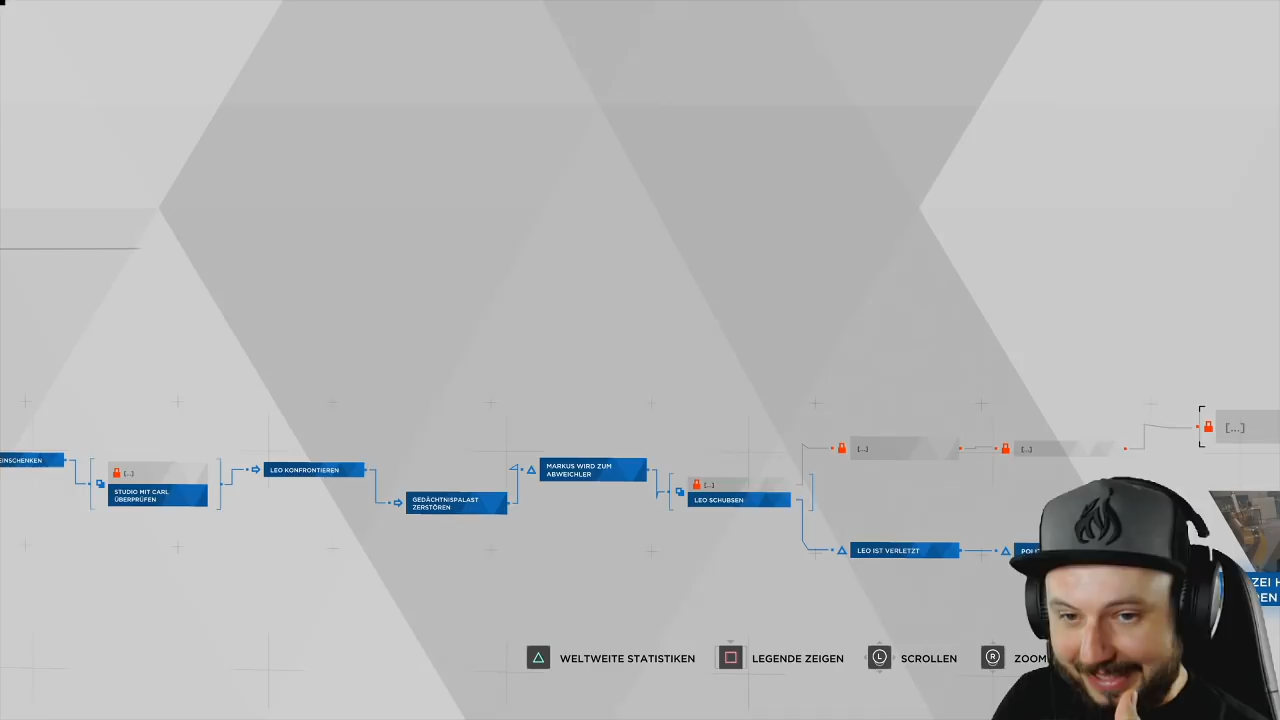 EINSCHENKEN
[...]
STUDIO MIT CARL
ÜBERPRÜFEN
LEO KONFRONTIEREN
GEDÄCHTNISPALAST
ZERSTÖREN
MARKUS WIRD ZUM
ABWEICHLER
[...]
LEO SCHUBSEN
[...]
[...]
[...]
LEO IST VERLETZT
WELTWEITE STATISTIKEN
LEGENDE ZEIGEN
L
SCROLLEN
R
ZOOM